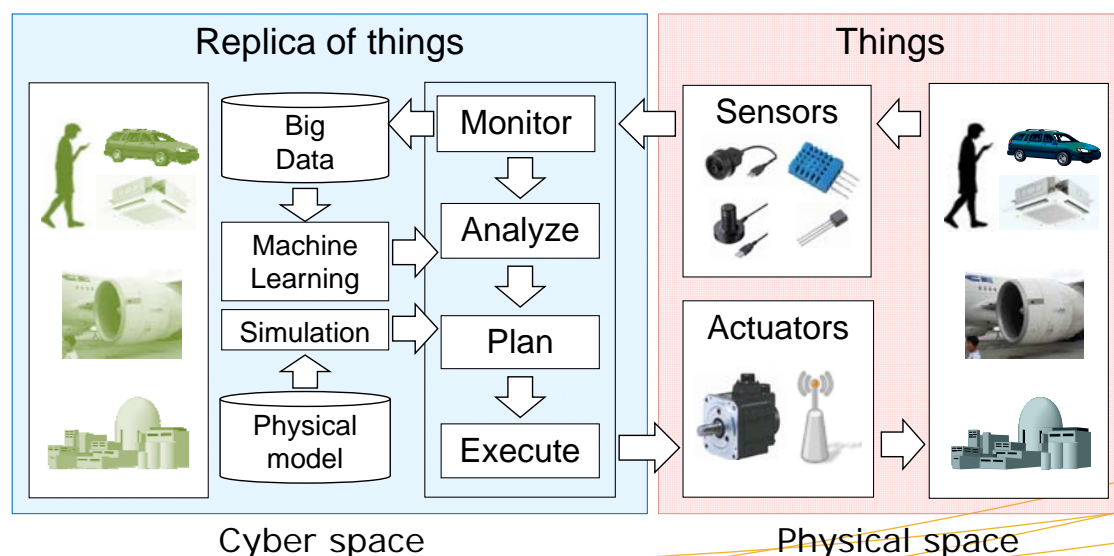 Replica of things
Things
Big
Data
Monitor
Sensors
Machine
Learning
Analyze
Simulation
Plan
Actuators
Physical
model
Execute
Cyber space
Physical space